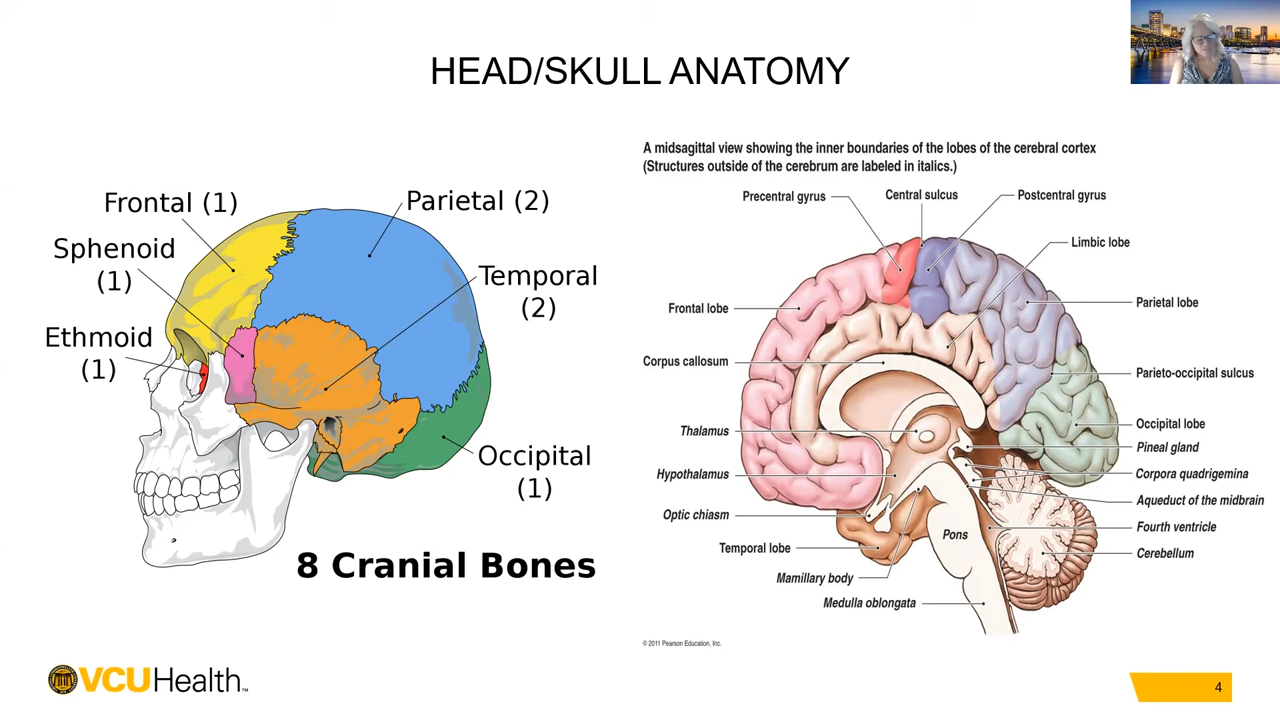 HEAD/SKULL ANATOMY
Frontal (1)
Parietal (2)
Sphenoid
(1)
Temporal
(2)
Ethmoid
(1)
Occipital
(1)
8 Cranial Bones
A midsagittal view showing the inner boundaries of the lobes of the cerebral cortex
(Structures outside of the cerebrum are labeled in italics.)
Precentral gyrus
Central sulcus
Postcentral gyrus
Limbic lobe
Frontal lobe
Parietal lobe
Corpus callosum
Parieto-occipital sulcus
Thalamus
Occipital lobe
Pineal gland
Hypothalamus
Corpora quadrigemina
Aqueduct of the midbrain
Optic chiasm
Fourth ventricle
Pons
Temporal lobe
Cerebellum
Mamillary body
Medulla oblongata
© 2011 Pearson Education, Inc.
VCUHealth™
4